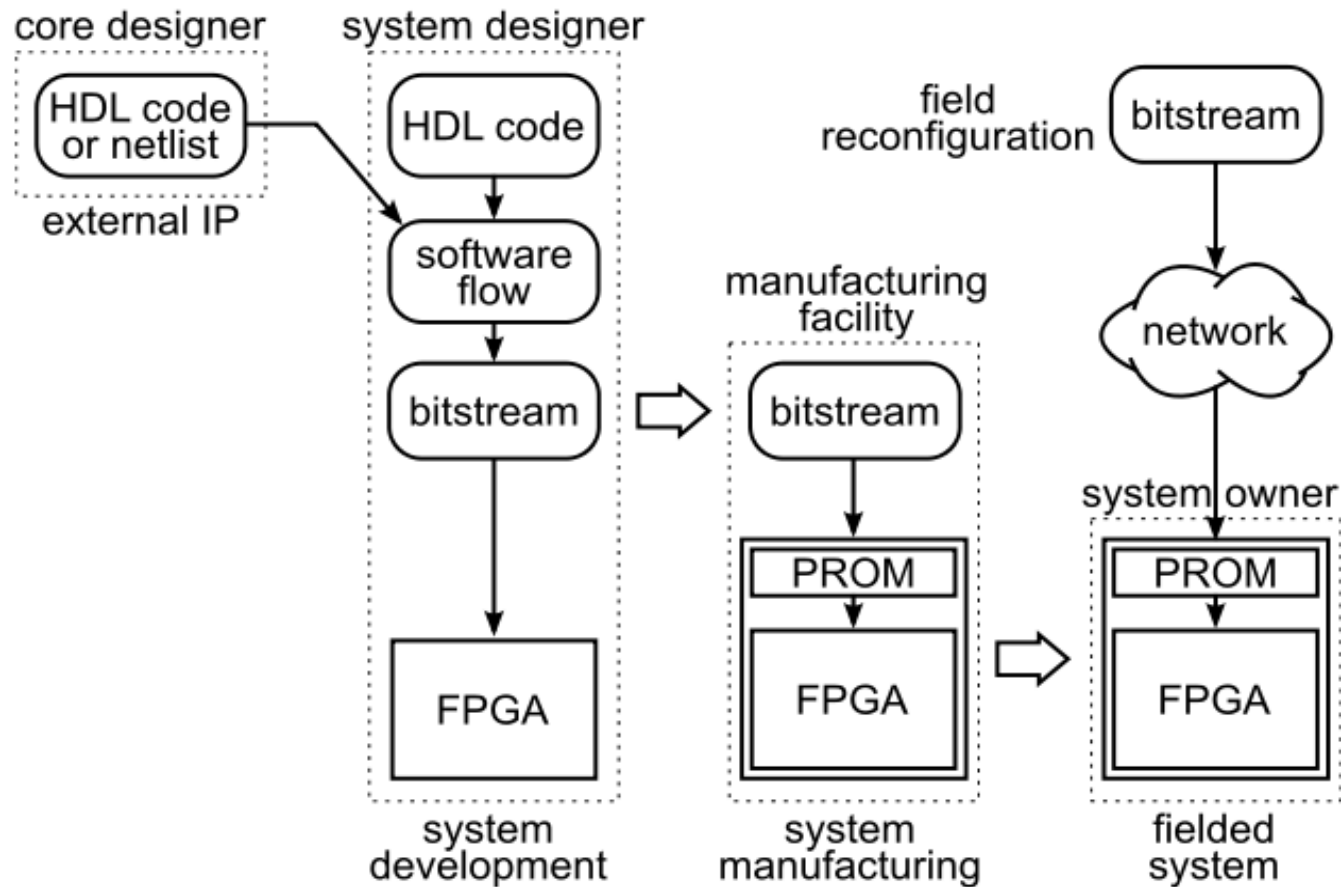 core designer
HDL code
or netlist
external IP
system designer
HDL code
software
flow
bitstream
FPGA
system
development
manufacturing
facility
bitstream
PROM
FPGA
system
manufacturing
field
reconfiguration
bitstream
network
system owner
PROM
FPGA
fielded
system